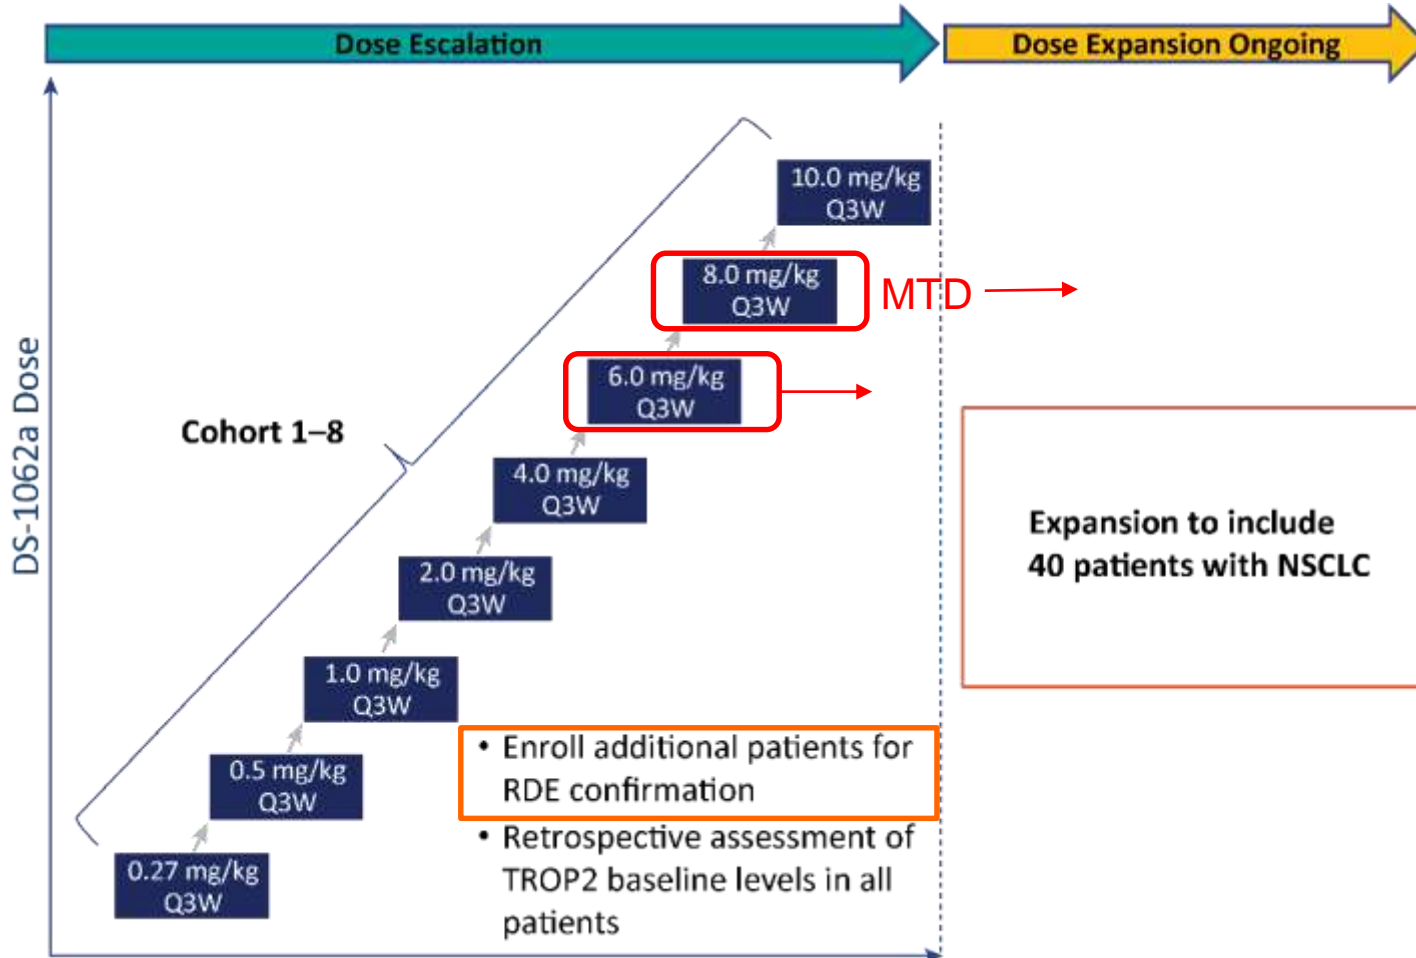 Dose Escalation
Dose Expansion Ongoing
DS-1062a Dose
10.0 mg/kg
Q3W
8.0 mg/kg
Q3W
MTD
6.0 mg/kg
Q3W
Cohort 1–8
4.0 mg/kg
Q3W
2.0 mg/kg
Q3W
1.0 mg/kg
Q3W
0.5 mg/kg
Q3W
0.27 mg/kg
Q3W
• Enroll additional patients for
RDE confirmation
• Retrospective assessment of
TROP2 baseline levels in all
patients
Expansion to include
40 patients with NSCLC